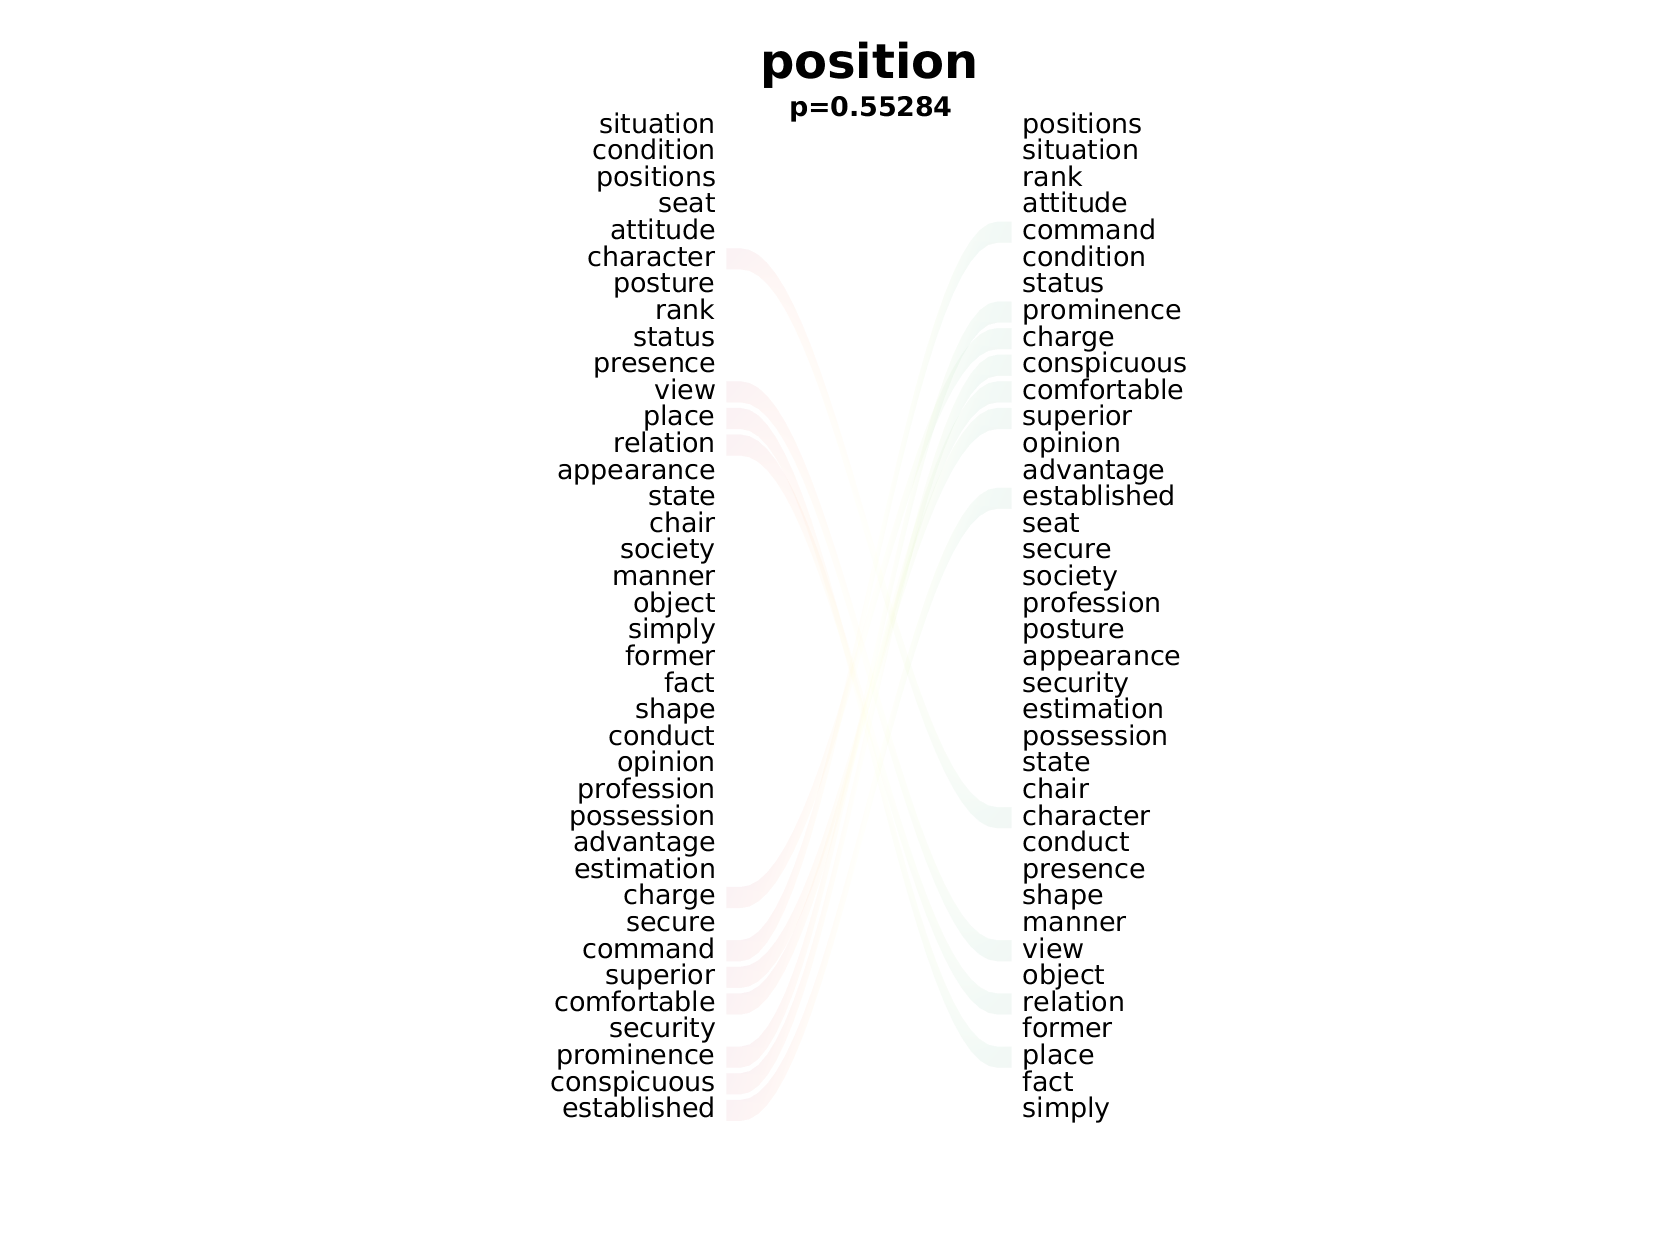 position
p=0.55284
situation positions
condition situation
positions rank
seat attitude
attitude command
character condition
posture status
rank prominence
status charge
presence conspicuous
view comfortable
place superior
relation opinion
appearance advantage
state established
chair seat
society secure
manner society
object profession
simply posture
former appearance
fact security
shape estimation
conduct possession
opinion state
profession chair
possession character
advantage conduct
estimation presence
charge shape
secure manner
command view
superior object
comfortable relation
security former
prominence place
conspicuous fact
established simply